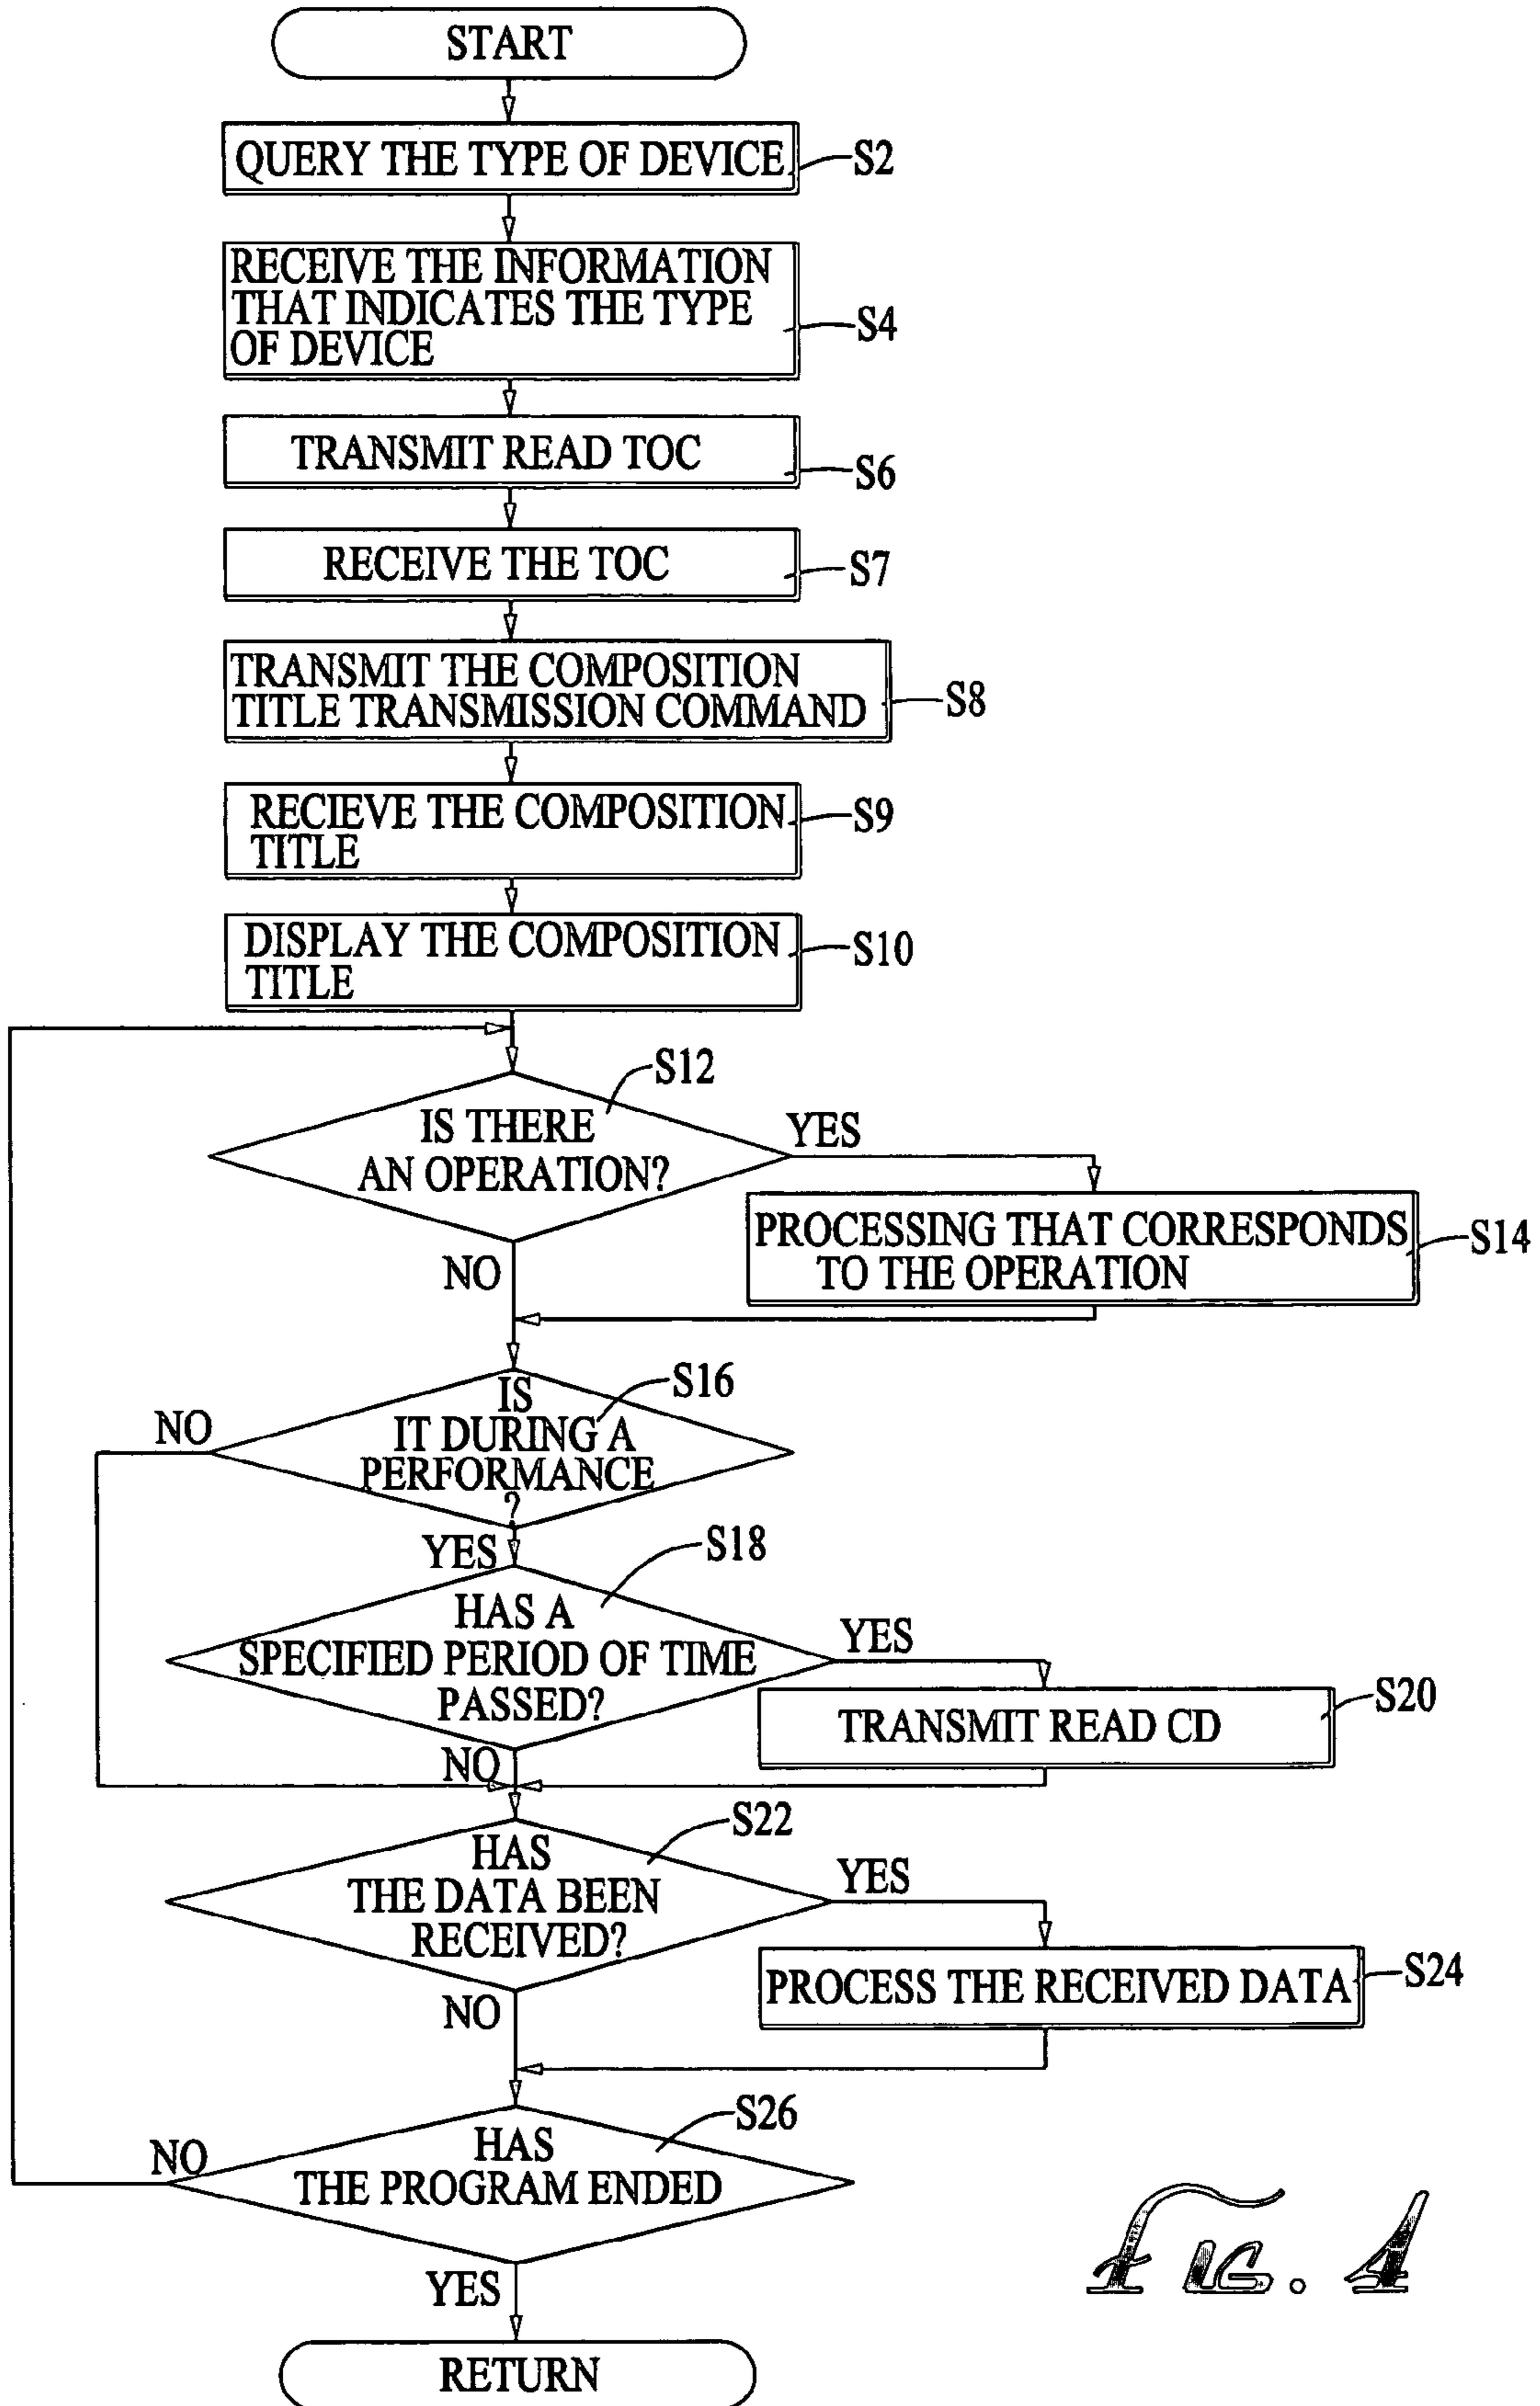 START
QUERY THE TYPE OF DEVICE
S2
RECEIVE THE INFORMATION
THAT INDICATES THE TYPE
OF DEVICE
S4
TRANSMIT READ TOC
S6
RECEIVE THE TOC
S7
TRANSMIT THE COMPOSITION
TITLE TRANSMISSION COMMAND
S8
RECIEVE THE COMPOSITION
TITLE
S9
DISPLAY THE COMPOSITION
TITLE
S10
S12
IS THERE
AN OPERATION?
YES
NO
PROCESSING THAT CORRESPONDS
TO THE OPERATION
S14
S16
IS
IT DURING A
PERFORMANCE
?
NO
YES
S18
HAS A
SPECIFIED PERIOD OF TIME
PASSED?
YES
NO
TRANSMIT READ CD
S20
S22
HAS
THE DATA BEEN
RECEIVED?
YES
NO
PROCESS THE RECEIVED DATA
S24
S26
HAS
THE PROGRAM ENDED
NO
YES
RETURN
FIG. 4